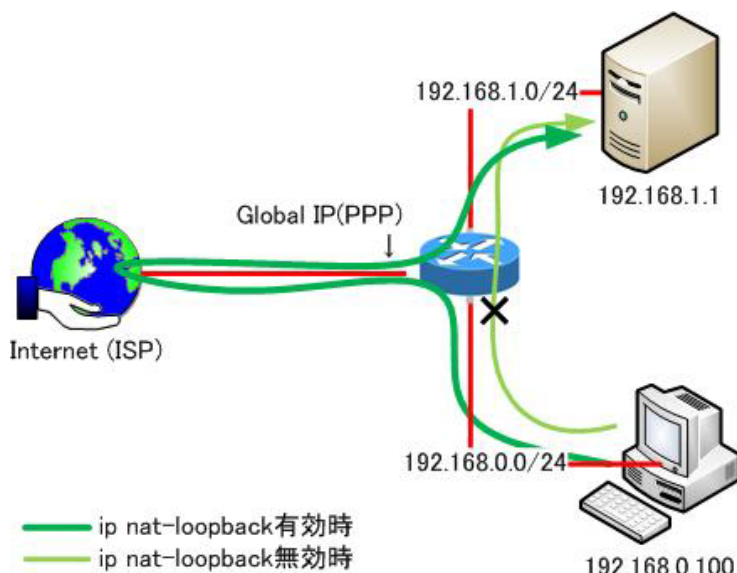 192.168.1.0/24
192.168.1.1
Global IP(PPP)
↓
Internet (ISP)
192.168.0.0/24
ip nat-loopback有効時
ip nat-loopback無効時
192.168.0.100